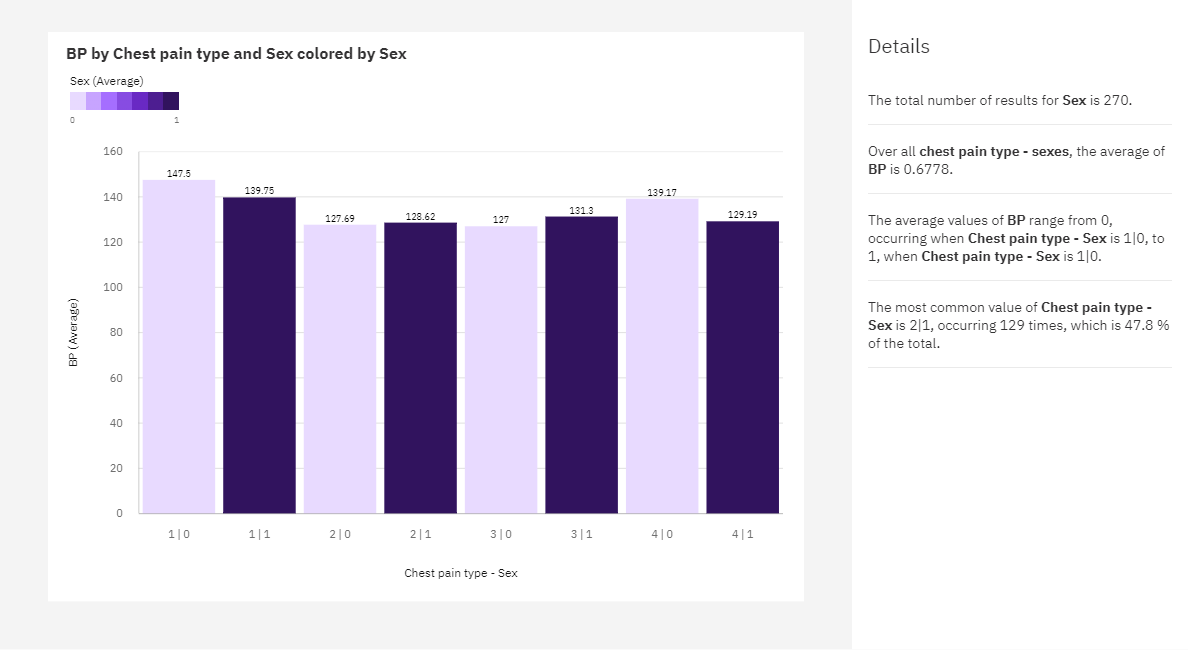 BP by Chest pain type and Sex colored by Sex
Sex (Average)
0 1
160
140
120
100
80
60
40
20
0
BP (Average)
147.5
139.75
127.69
128.62
127
131.3
139.17
129.19
1 | 0
1 | 1
2 | 0
2 | 1
3 | 0
3 | 1
4 | 0
4 | 1
Chest pain type - Sex
Details
The total number of results for Sex is 270.
Over all chest pain type - sexes, the average of
BP is 0.6778.
The average values of BP range from 0,
occurring when Chest pain type - Sex is 1|0, to
1, when Chest pain type - Sex is 1|0.
The most common value of Chest pain type -
Sex is 2|1, occurring 129 times, which is 47.8 %
of the total.